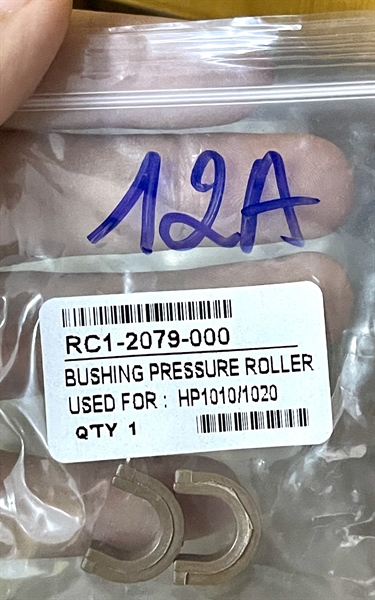 12A
RC1-2079-000
BUSHING PRESSURE ROLLER
USED FOR : HP1010/1020
QTY 1